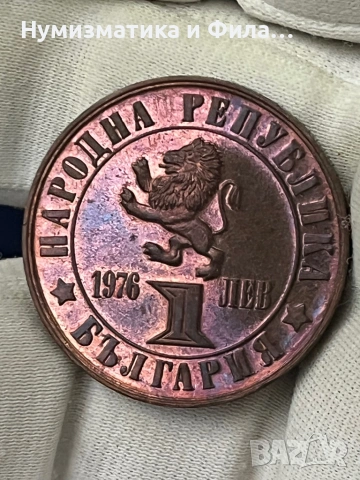 Нумизматика и Фила...
НАРОДНА РЕПУБЛИКА
1976 ЛЕВ
1
БЪЛГАРИЯ
BAZAR